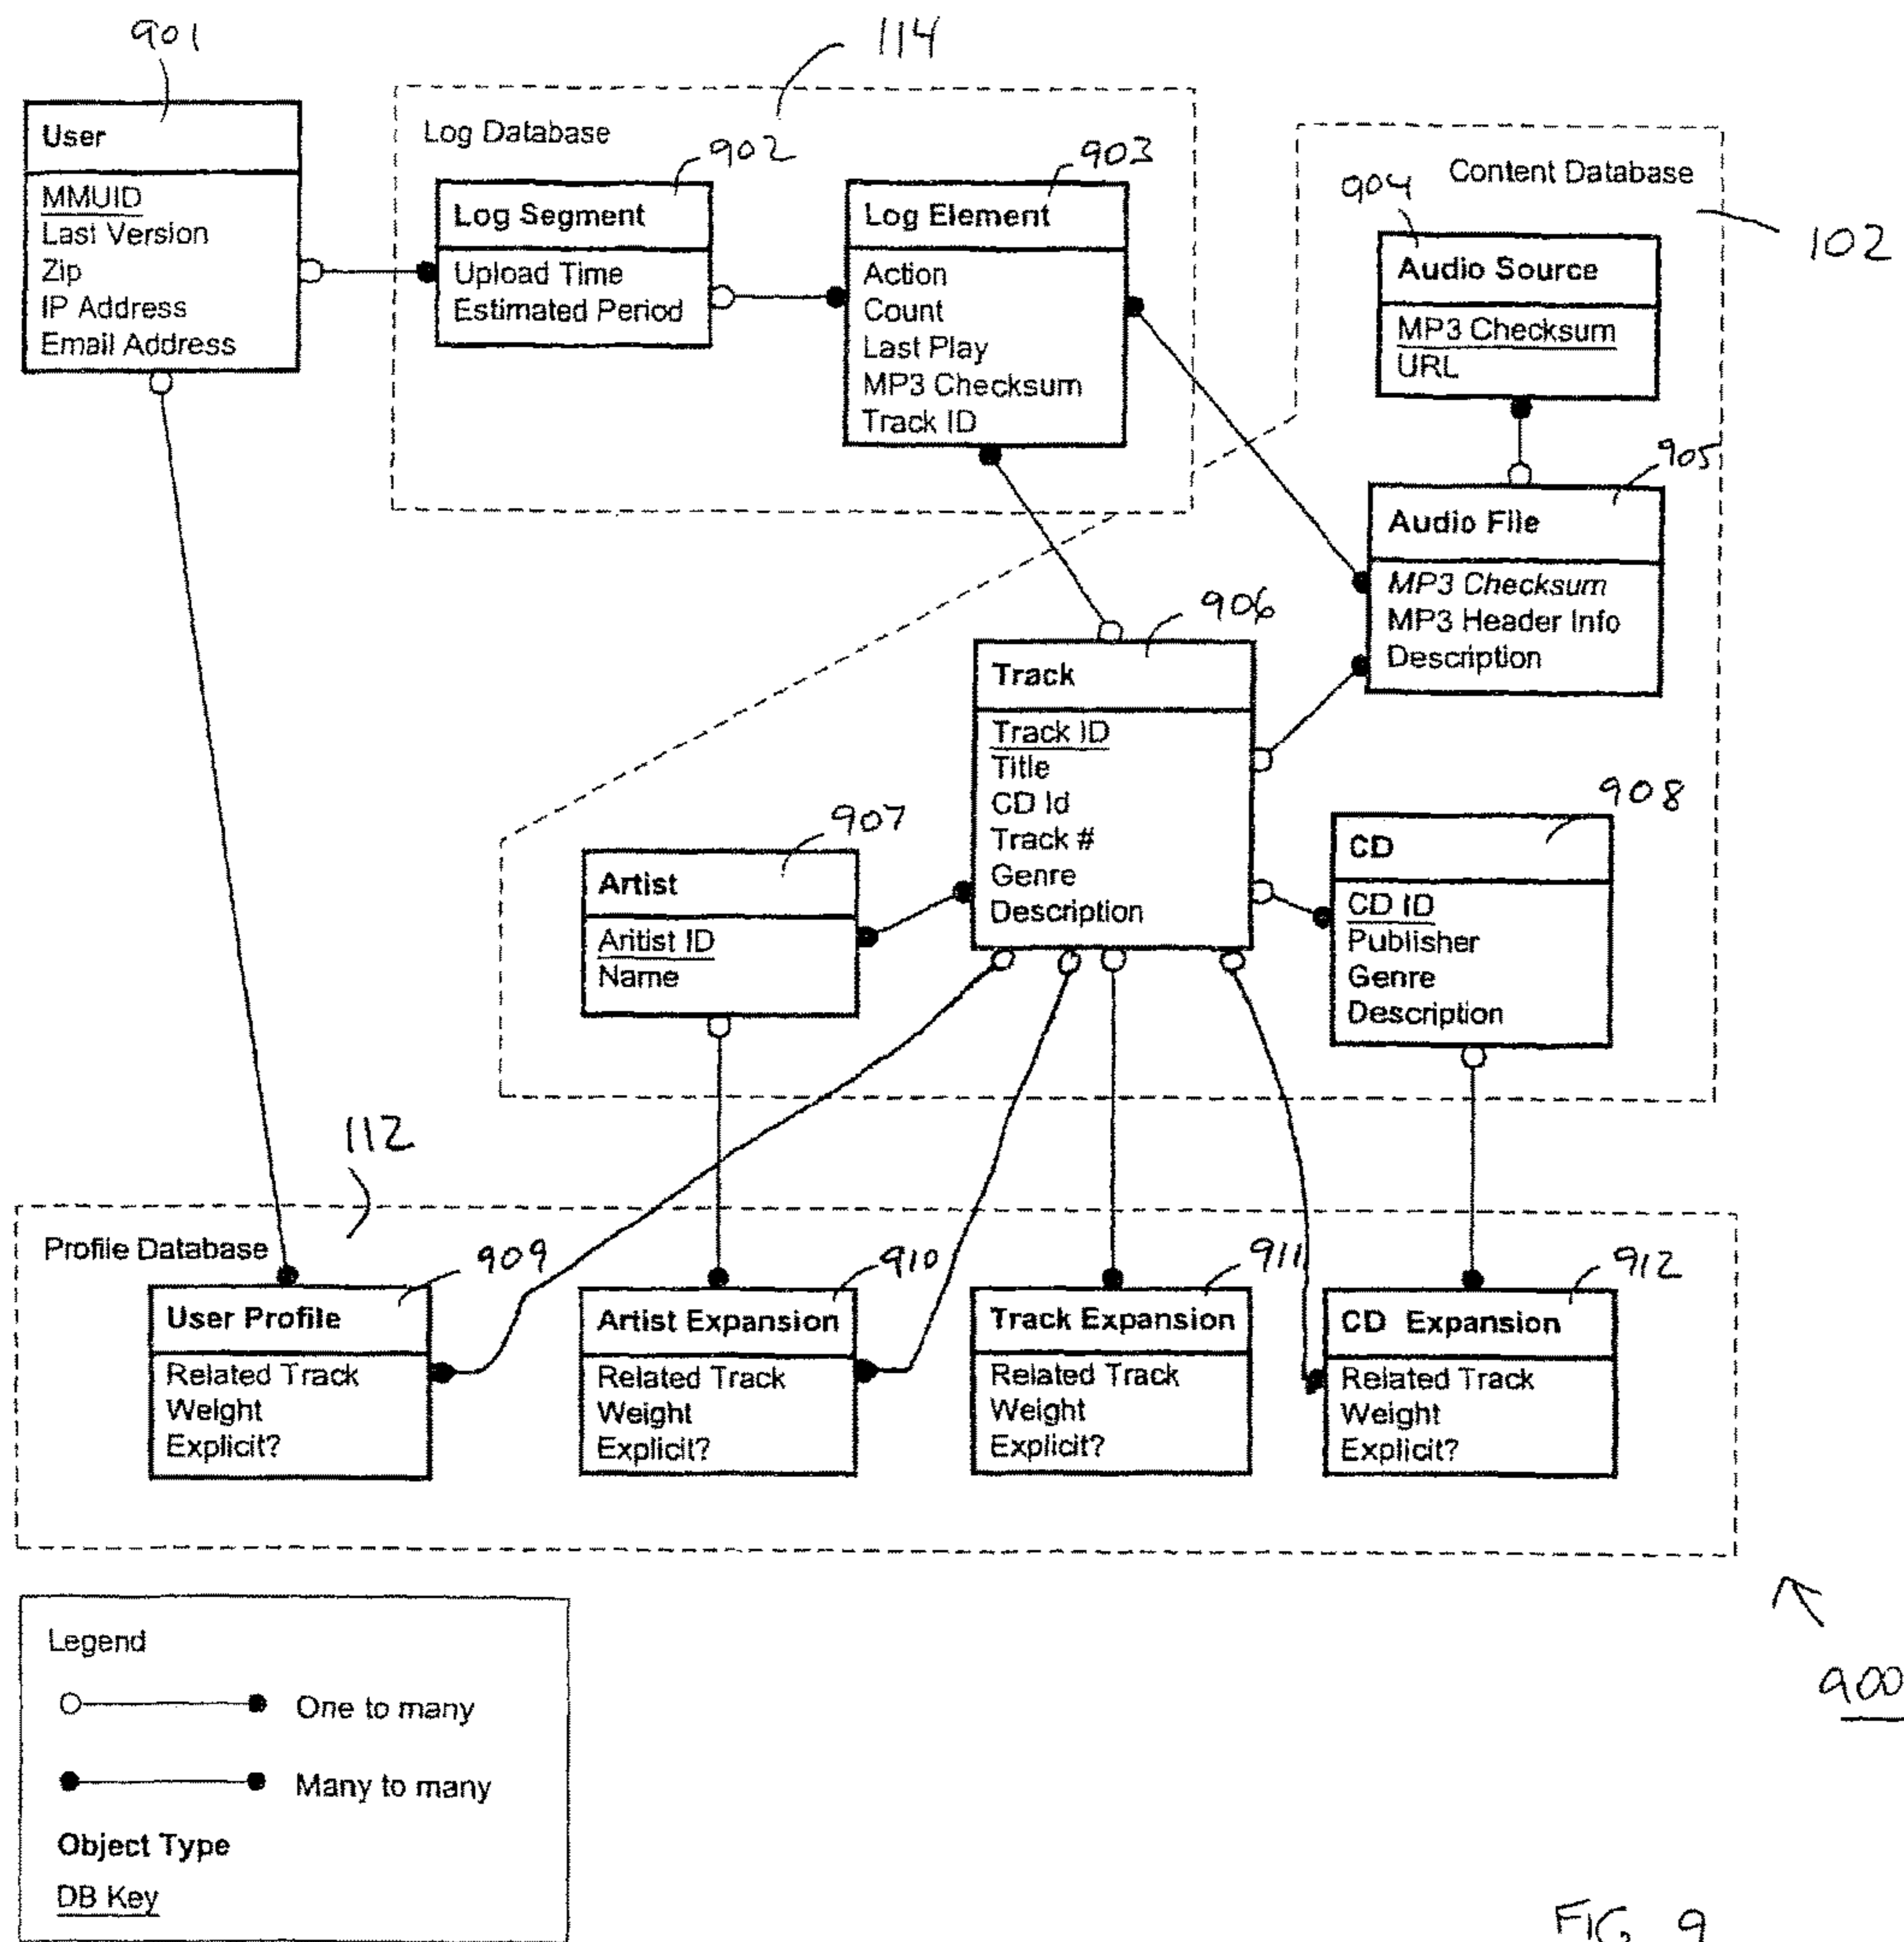 901
114
User
MMUID
Last Version
Zip
IP Address
Email Address
Log Database
902
Log Segment
Upload Time
Estimated Period
903
Log Element
Action
Count
Last Play
MP3 Checksum
Track ID
Content Database
102
904
Audio Source
MP3 Checksum
URL
905
Audio File
MP3 Checksum
MP3 Header Info
Description
906
Track
Track ID
Title
CD Id
Track #
Genre
Description
907
Artist
Aritist ID
Name
908
CD
CD ID
Publisher
Genre
Description
112
Profile Database
909
User Profile
Related Track
Weight
Explicit?
910
Artist Expansion
Related Track
Weight
Explicit?
911
Track Expansion
Related Track
Weight
Explicit?
912
CD Expansion
Related Track
Weight
Explicit?
Legend
One to many
Many to many
Object Type
DB Key
900
FIG. 9